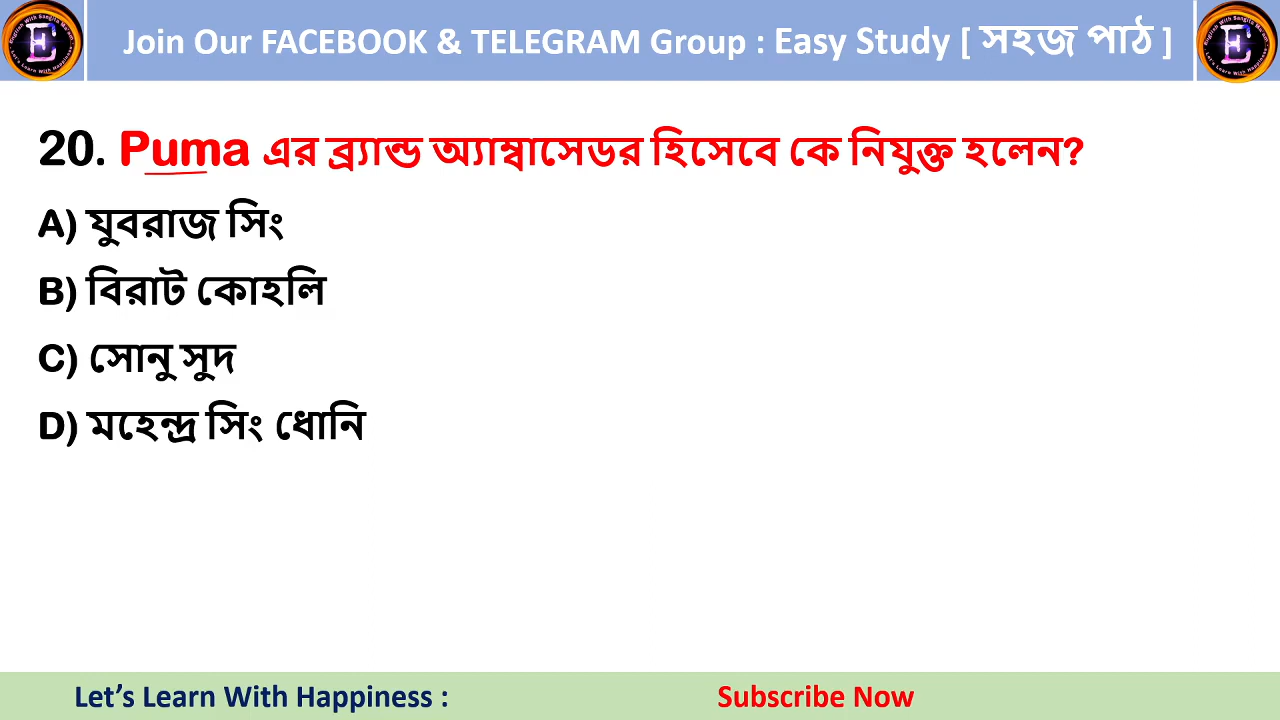 Join Our FACEBOOK & TELEGRAM Group : Easy Study [ সহজ পাঠ ]
20. Puma এর ব্র্যান্ড অ্যাম্বাসেডর হিসেবে কে নিযুক্ত হলেন?
A) যুবরাজ সিং
B) বিরাট কোহলি
C) সোনু সুদ
D) মহেন্দ্র সিং ধোনি
Let's Learn With Happiness :
Subscribe Now